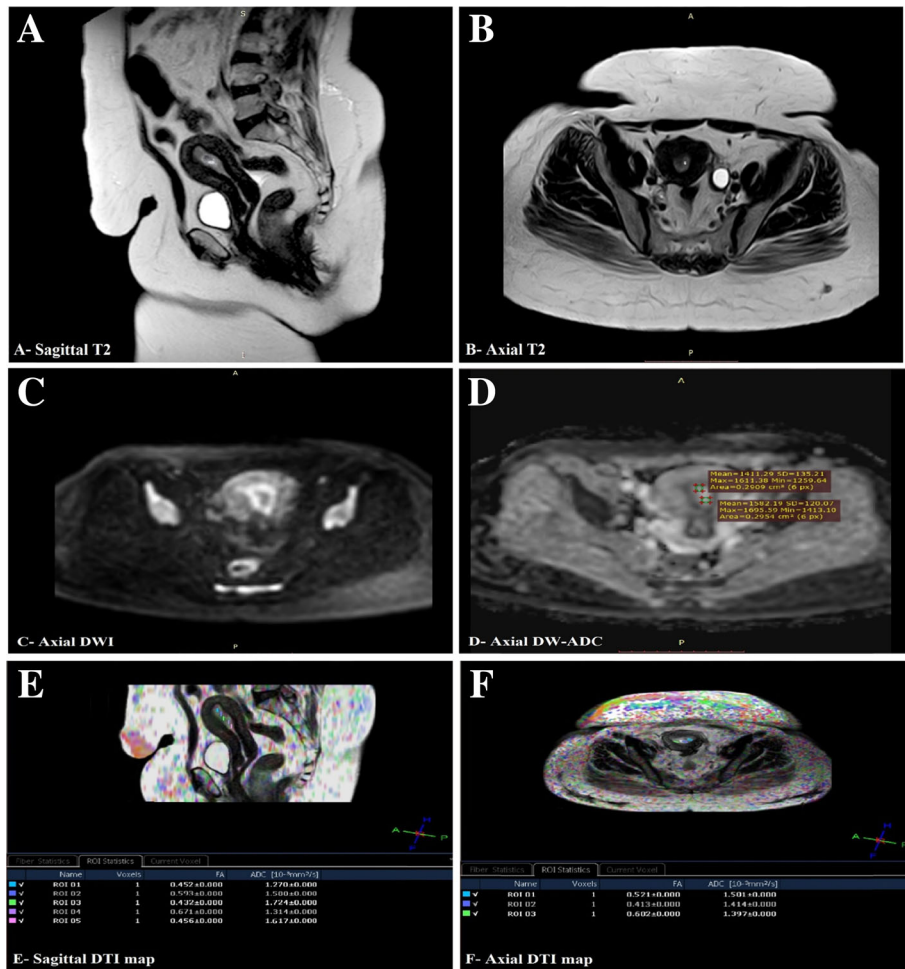 A
S
A- Sagittal T2
L
B
A
B- Axial T2
P
C
A
C- Axial DWI
P
D
A
Mean=1411.29 SD=135.21
Max=1613.38 Min=1259.64
Area=0.2909 cm² (6 px)
Mean=1582.19 SD=120.07
Max=1695.59 Min=1413.10
Area=0.2954 cm² (6 px)
D- Axial DW-ADC
P
E
H
A
P
F
Fiber Statistics ROI Statistics Current Voxel
Name Voxels FA ADC [10⁻³mm²/s]
ROI 01 1 0.452±0.000 1.270±0.000
ROI 02 1 0.593±0.000 1.580±0.000
ROI 03 1 0.432±0.000 1.724±0.000
ROI 04 1 0.671±0.000 1.314±0.000
ROI 05 1 0.456±0.000 1.617±0.000
E- Sagittal DTI map
F
H
A
P
F
Fiber Statistics ROI Statistics Current Voxel
Name Voxels FA ADC [10⁻³mm²/s]
ROI 01 1 0.521±0.000 1.501±0.000
ROI 02 1 0.413±0.000 1.414±0.000
ROI 03 1 0.602±0.000 1.397±0.000
F- Axial DTI map